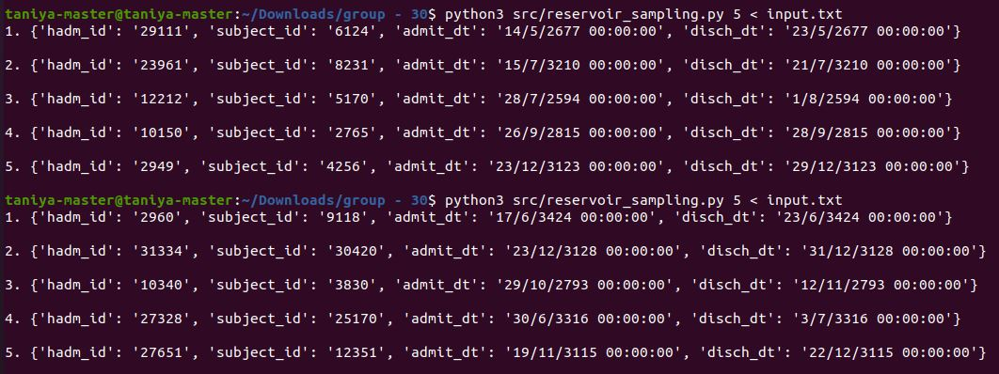 taniya-master@taniya-master:~/Downloads/group - 30$ python3 src/reservoir_sampling.py 5 < input.txt
1. {'hadm_id': '29111', 'subject_id': '6124', 'admit_dt': '14/5/2677 00:00:00', 'disch_dt': '23/5/2677 00:00:00'}
2. {'hadm_id': '23961', 'subject_id': '8231', 'admit_dt': '15/7/3210 00:00:00', 'disch_dt': '21/7/3210 00:00:00'}
3. {'hadm_id': '12212', 'subject_id': '5170', 'admit_dt': '28/7/2594 00:00:00', 'disch_dt': '1/8/2594 00:00:00'}
4. {'hadm_id': '10150', 'subject_id': '2765', 'admit_dt': '26/9/2815 00:00:00', 'disch_dt': '28/9/2815 00:00:00'}
5. {'hadm_id': '2949', 'subject_id': '4256', 'admit_dt': '23/12/3123 00:00:00', 'disch_dt': '29/12/3123 00:00:00'}
taniya-master@taniya-master:~/Downloads/group - 30$ python3 src/reservoir_sampling.py 5 < input.txt
1. {'hadm_id': '2960', 'subject_id': '9118', 'admit_dt': '17/6/3424 00:00:00', 'disch_dt': '23/6/3424 00:00:00'}
2. {'hadm_id': '31334', 'subject_id': '30420', 'admit_dt': '23/12/3128 00:00:00', 'disch_dt': '31/12/3128 00:00:00'}
3. {'hadm_id': '10340', 'subject_id': '3830', 'admit_dt': '29/10/2793 00:00:00', 'disch_dt': '12/11/2793 00:00:00'}
4. {'hadm_id': '27328', 'subject_id': '25170', 'admit_dt': '30/6/3316 00:00:00', 'disch_dt': '3/7/3316 00:00:00'}
5. {'hadm_id': '27651', 'subject_id': '12351', 'admit_dt': '19/11/3115 00:00:00', 'disch_dt': '22/12/3115 00:00:00'}